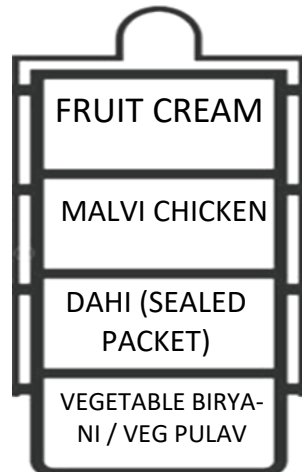 FRUIT CREAM
MALVI CHICKEN
DAHI (SEALED
PACKET)
VEGETABLE BIRYA-
NI / VEG PULAV